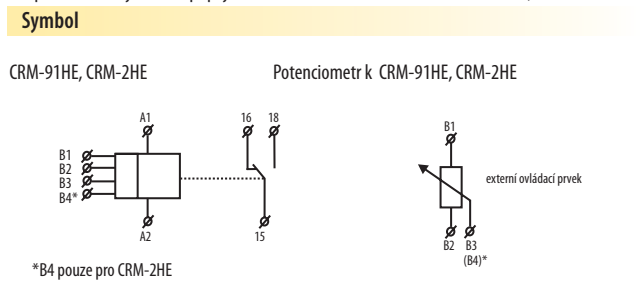 Symbol
CRM-91HE, CRM-2HE
Potenciometr k CRM-91HE, CRM-2HE
A1
16 18
B1
B2
B3
B4*
A2
15
*B4 pouze pro CRM-2HE
B1
externí ovládací prvek
B2 B3
(B4)*